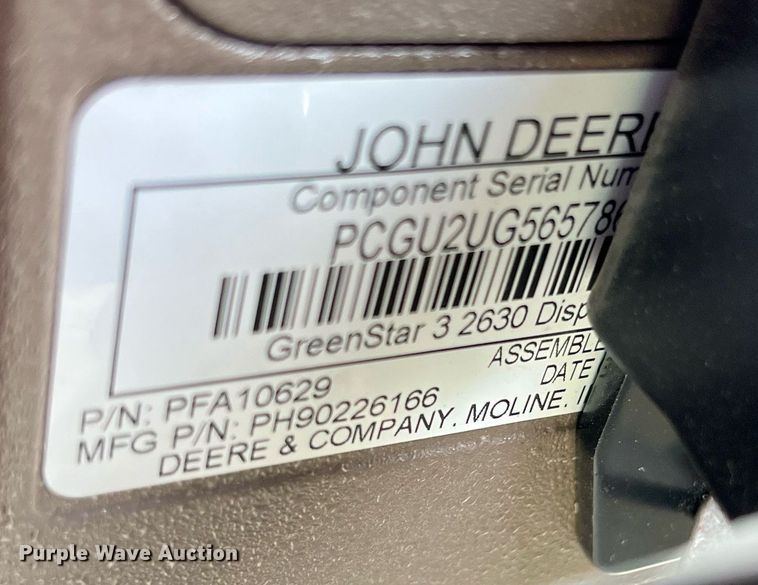 JOHN DEERE
Component Serial Num
PCGU2UG56578
GreenStar 3 2630 Disp
ASSEMBLE
DATE
P/N: PFA10629
MFG P/N: PH90226166
DEERE & COMPANY. MOLINE. I
Purple Wave Auction